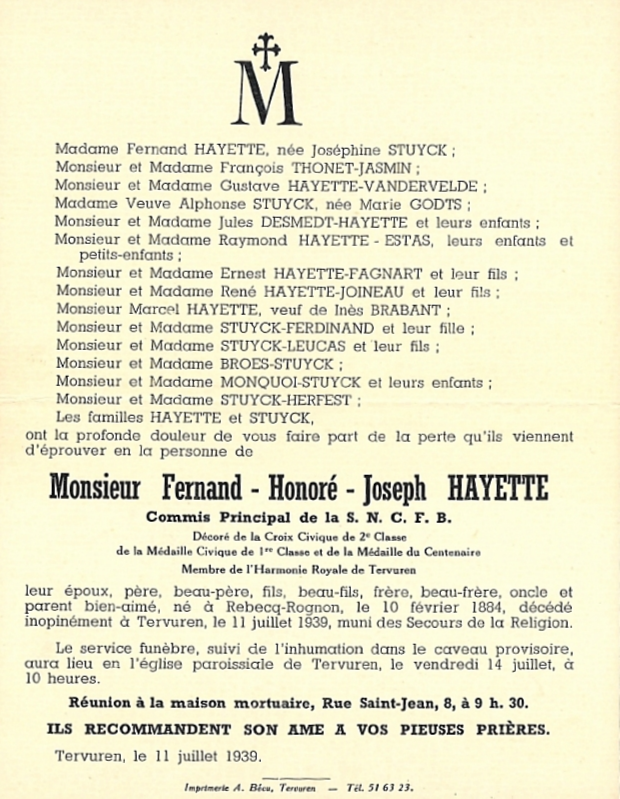 M
Madame Fernand HAYETTE, née Joséphine STUYCK ;
Monsieur et Madame François THONET-JASMIN ;
Monsieur et Madame Gustave HAYETTE-VANDERVELDE ;
Madame Veuve Alphonse STUYCK, née Marie GODTS ;
Monsieur et Madame Jules DESMEDT-HAYETTE et leurs enfants ;
Monsieur et Madame Raymond HAYETTE - ESTAS, leurs enfants et
petits-enfants ;
Monsieur et Madame Ernest HAYETTE-FAGNART et leur fils ;
Monsieur et Madame René HAYETTE-JOINEAU et leur fils ;
Monsieur Marcel HAYETTE, veuf de Inès BRABANT ;
Monsieur et Madame STUYCK-FERDINAND et leur fille ;
Monsieur et Madame STUYCK-LEUCAS et leur fils ;
Monsieur et Madame BROES-STUYCK ;
Monsieur et Madame MONQUOI-STUYCK et leurs enfants ;
Monsieur et Madame STUYCK-HERFEST ;
Les familles HAYETTE et STUYCK,
ont la profonde douleur de vous faire part de la perte qu'ils viennent
d'éprouver en la personne de
Monsieur Fernand - Honoré - Joseph HAYETTE
Commis Principal de la S. N. C. F. B.
Décoré de la Croix Civique de 2e Classe
de la Médaille Civique de 1re Classe et de la Médaille du Centenaire
Membre de l'Harmonie Royale de Tervuren
leur époux, père, beau-père, fils, beau-fils, frère, beau-frère, oncle et
parent bien-aimé, né à Rebecq-Rognon, le 10 février 1884, décédé
inopinément à Tervuren, le 11 juillet 1939, muni des Secours de la Religion.
Le service funèbre, suivi de l'inhumation dans le caveau provisoire,
aura lieu en l'église paroissiale de Tervuren, le vendredi 14 juillet, à
10 heures.
Réunion à la maison mortuaire, Rue Saint-Jean, 8, à 9 h. 30.
ILS RECOMMANDENT SON AME A VOS PIEUSES PRIÈRES.
Tervuren, le 11 juillet 1939.
Imprimerie A. Bécu, Tervuren — Tél. 51 63 23.